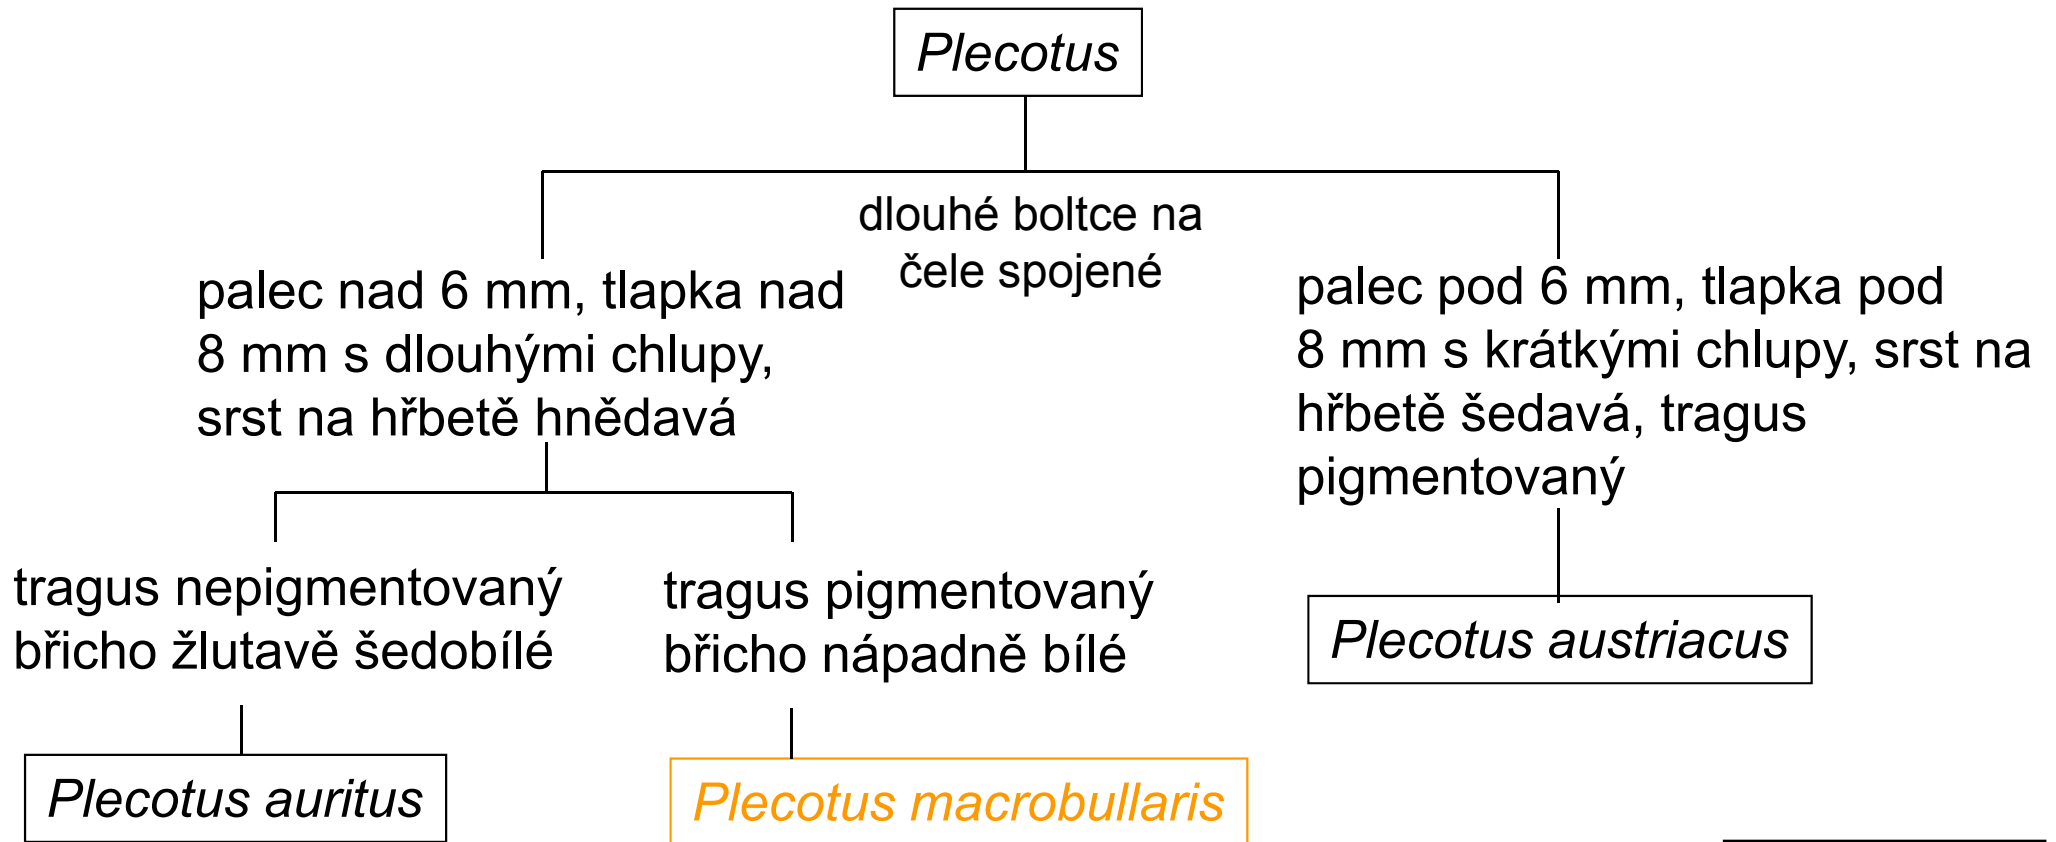 Plecotus
dlouhé boltce na
čele spojené
palec nad 6 mm, tlapka nad
8 mm s dlouhými chlupy,
srst na hřbetě hnědavá
palec pod 6 mm, tlapka pod
8 mm s krátkými chlupy, srst na
hřbetě šedavá, tragus
pigmentovaný
tragus nepigmentovaný
břicho žlutavě šedobílé
tragus pigmentovaný
břicho nápadně bílé
Plecotus austriacus
Plecotus auritus
Plecotus macrobullaris